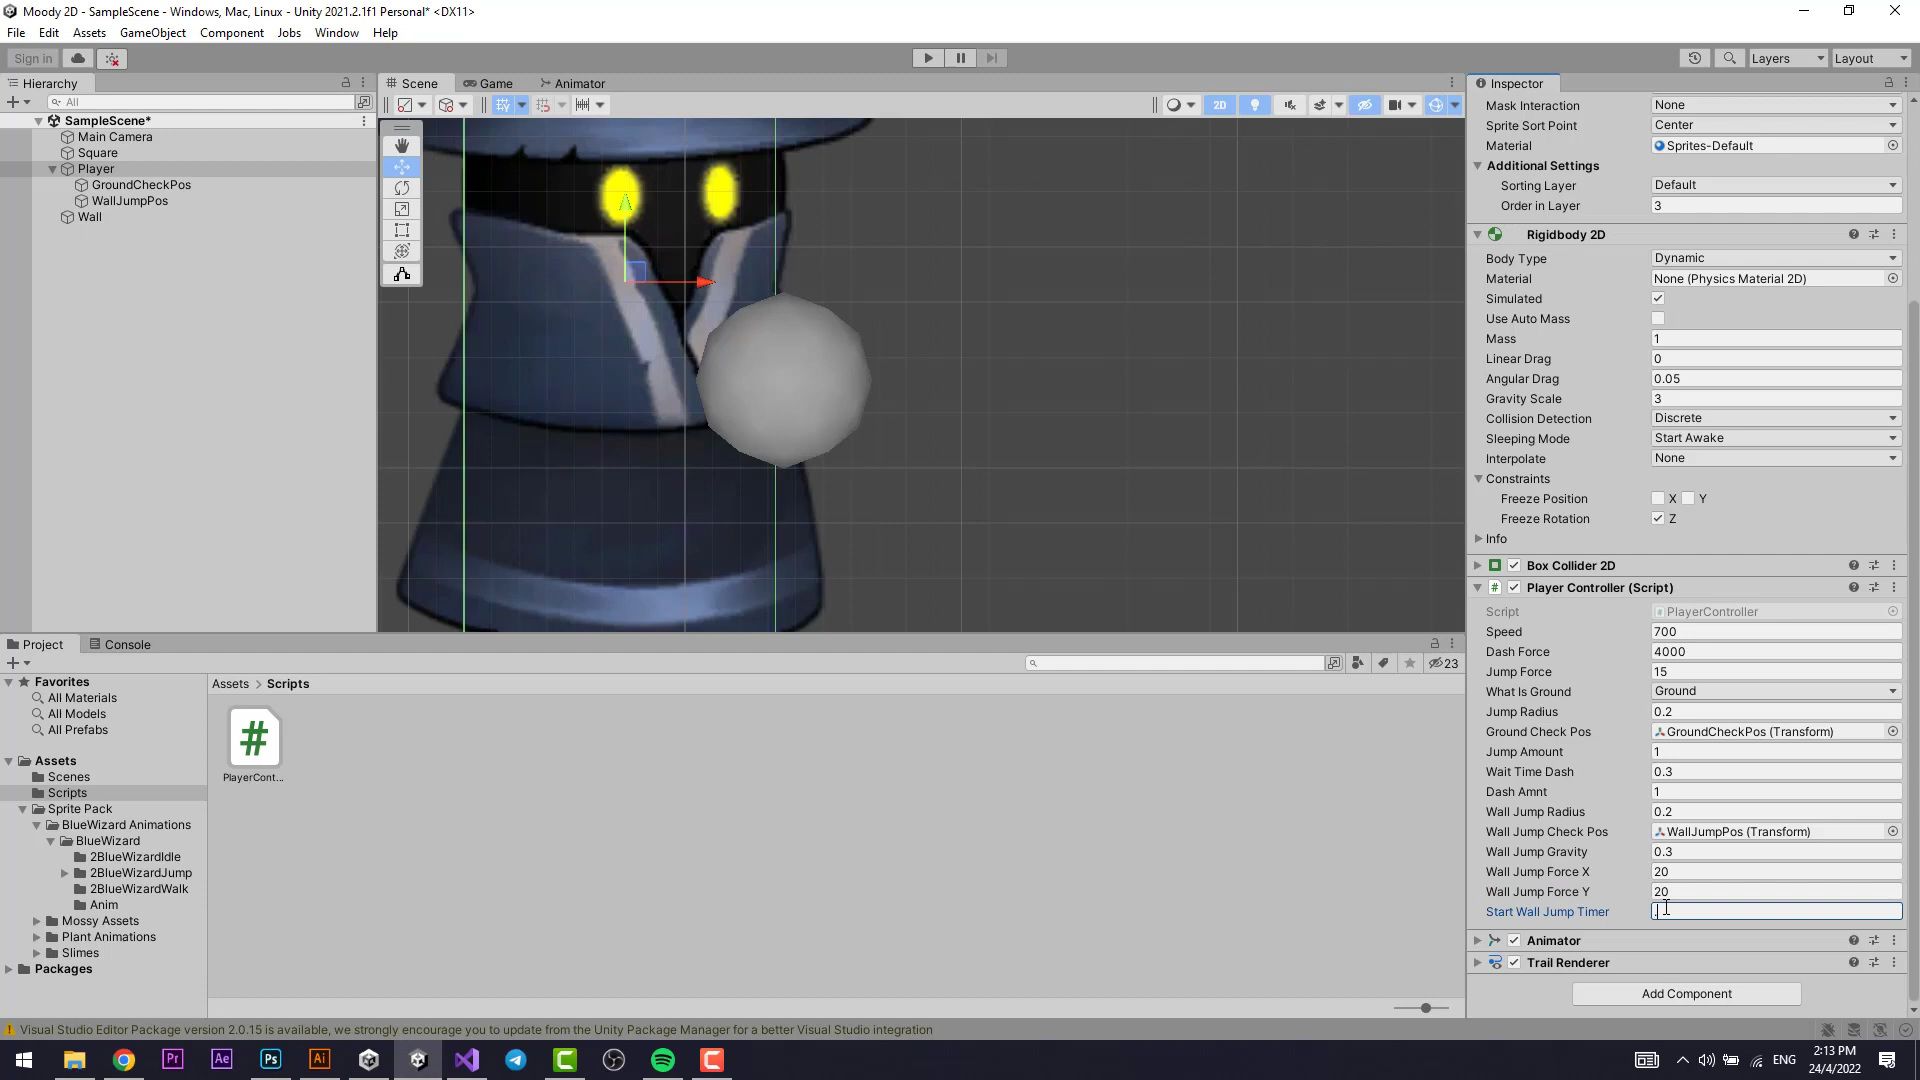 Moody 2D - SampleScene - Windows, Mac, Linux - Unity 2021.2.1f1 Personal* <DX11>
File Edit Assets GameObject Component Jobs Window Help
Sign in Layers Layout
Hierarchy Scene Game Animator Inspector
All 2D
SampleScene*
Main Camera
Square
Player
GroundCheckPos
WallJumpPos
Wall
Mask Interaction None
Sprite Sort Point Center
Material Sprites-Default
Additional Settings
Sorting Layer Default
Order in Layer 3
Rigidbody 2D
Body Type Dynamic
Material None (Physics Material 2D)
Simulated
Use Auto Mass
Mass 1
Linear Drag 0
Angular Drag 0.05
Gravity Scale 3
Collision Detection Discrete
Sleeping Mode Start Awake
Interpolate None
Constraints
Freeze Position X Y
Freeze Rotation Z
Info
Box Collider 2D
Player Controller (Script)
Script PlayerController
Speed 700
Dash Force 4000
Jump Force 15
What Is Ground Ground
Jump Radius 0.2
Ground Check Pos GroundCheckPos (Transform)
Jump Amount 1
Wait Time Dash 0.3
Dash Amnt 1
Wall Jump Radius 0.2
Wall Jump Check Pos WallJumpPos (Transform)
Wall Jump Gravity 0.3
Wall Jump Force X 20
Wall Jump Force Y 20
Start Wall Jump Timer .
Animator
Trail Renderer
Add Component
Project Console
23
Favorites
All Materials
All Models
All Prefabs
Assets
Scenes
Scripts
Sprite Pack
BlueWizard Animations
BlueWizard
2BlueWizardIdle
2BlueWizardJump
2BlueWizardWalk
Anim
Mossy Assets
Plant Animations
Slimes
Packages
Assets > Scripts
#
PlayerCont...
Visual Studio Editor Package version 2.0.15 is available, we strongly encourage you to update from the Unity Package Manager for a better Visual Studio integration
Pr Ae Ps Ai
ENG
2:13 PM
24/4/2022